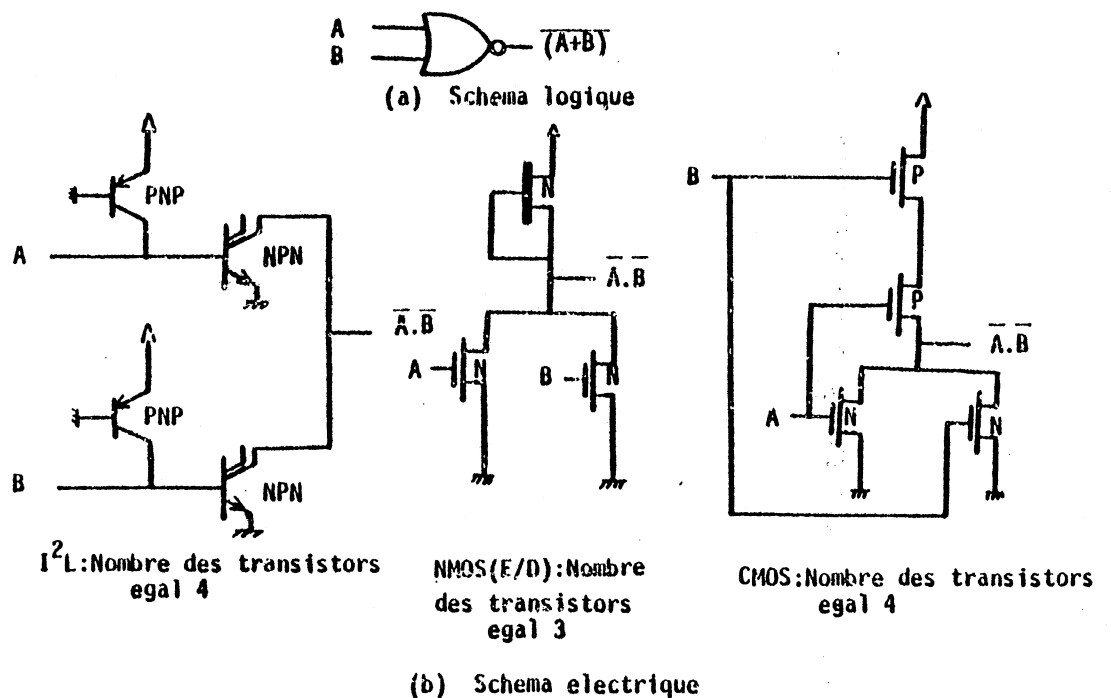 A
B
(A+B)
(a) Schema logique
PNP
A
NPN
A̅.B̅
PNP
B
NPN
I²L:Nombre des transistors
egal 4
N
A̅.B̅
A
N
B
N
NMOS(E/D):Nombre
des transistors
egal 3
B
P
P
A̅.B̅
A
N
N
CMOS:Nombre des transistors
egal 4
(b) Schema electrique